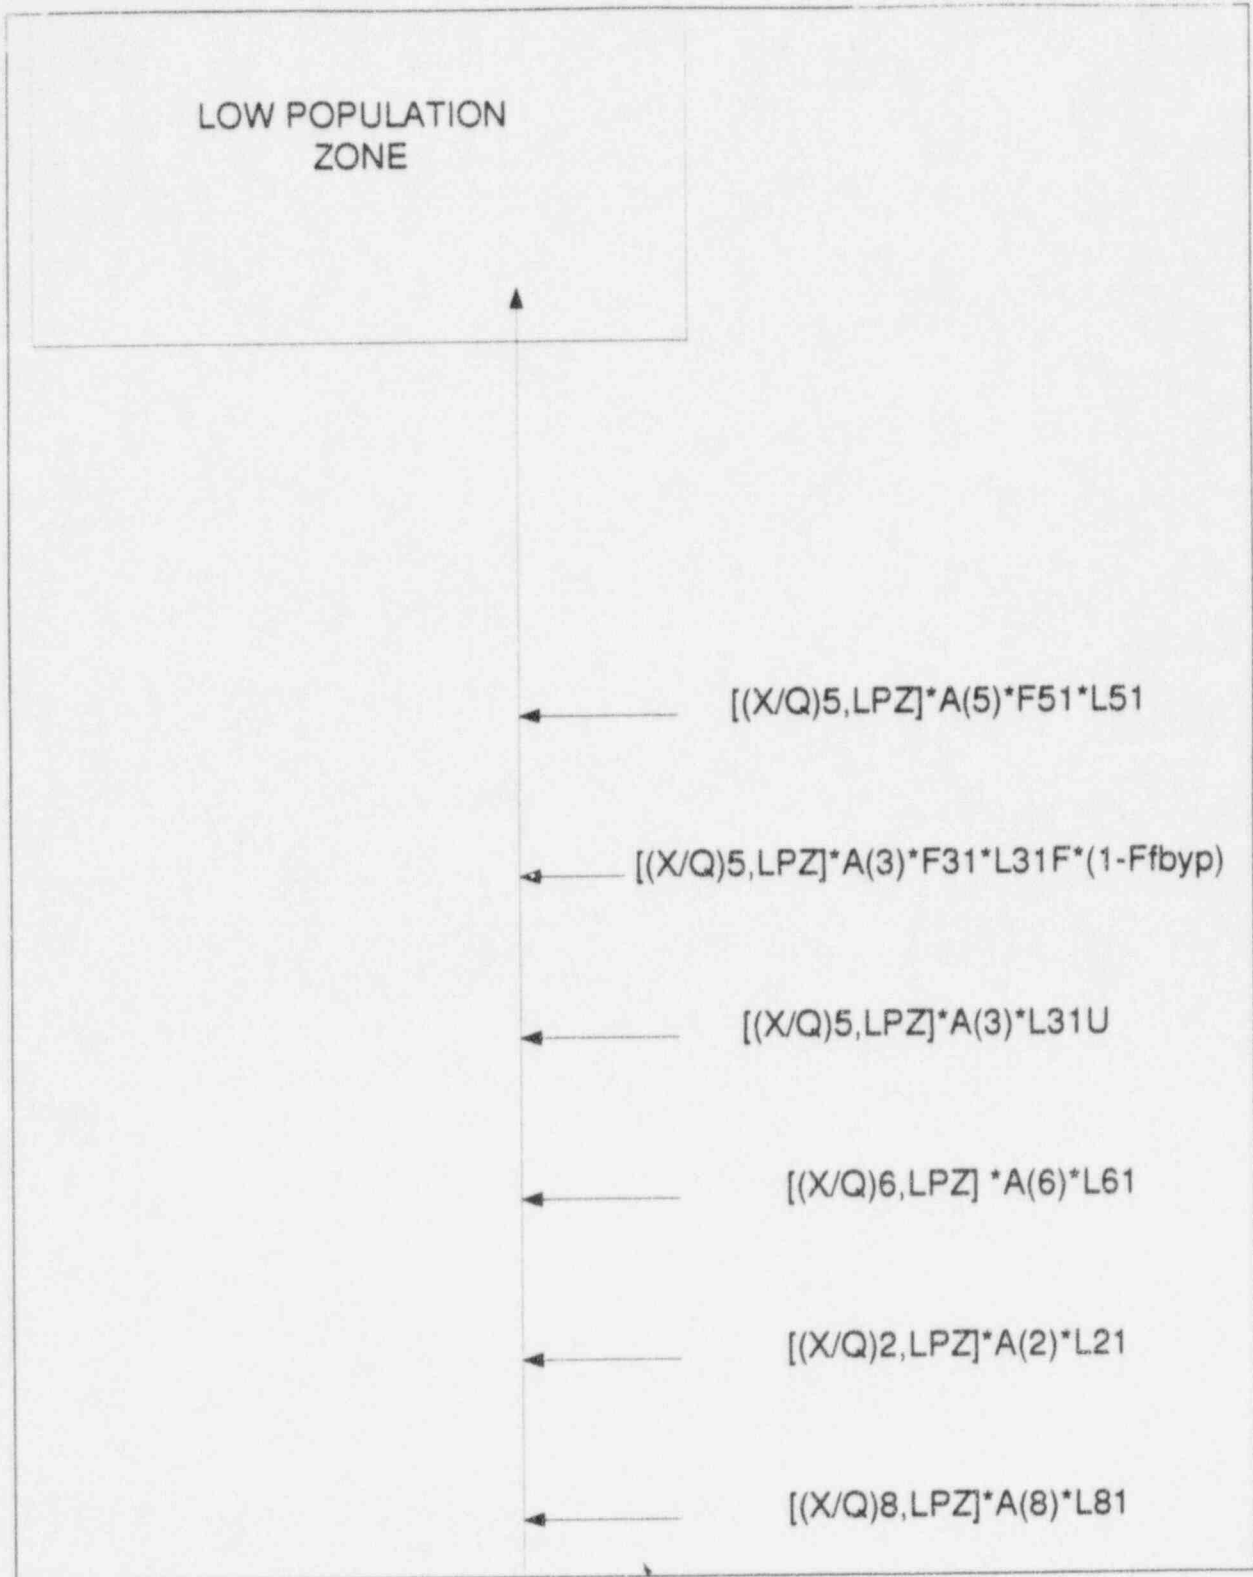 LOW POPULATION
ZONE
[(X/Q)5,LPZ]*A(5)*F51*L51
[(X/Q)5,LPZ]*A(3)*F31*L31F*(1-Ffbyp)
[(X/Q)5,LPZ]*A(3)*L31U
[(X/Q)6,LPZ] *A(6)*L61
[(X/Q)2,LPZ]*A(2)*L21
[(X/Q)8,LPZ]*A(8)*L81